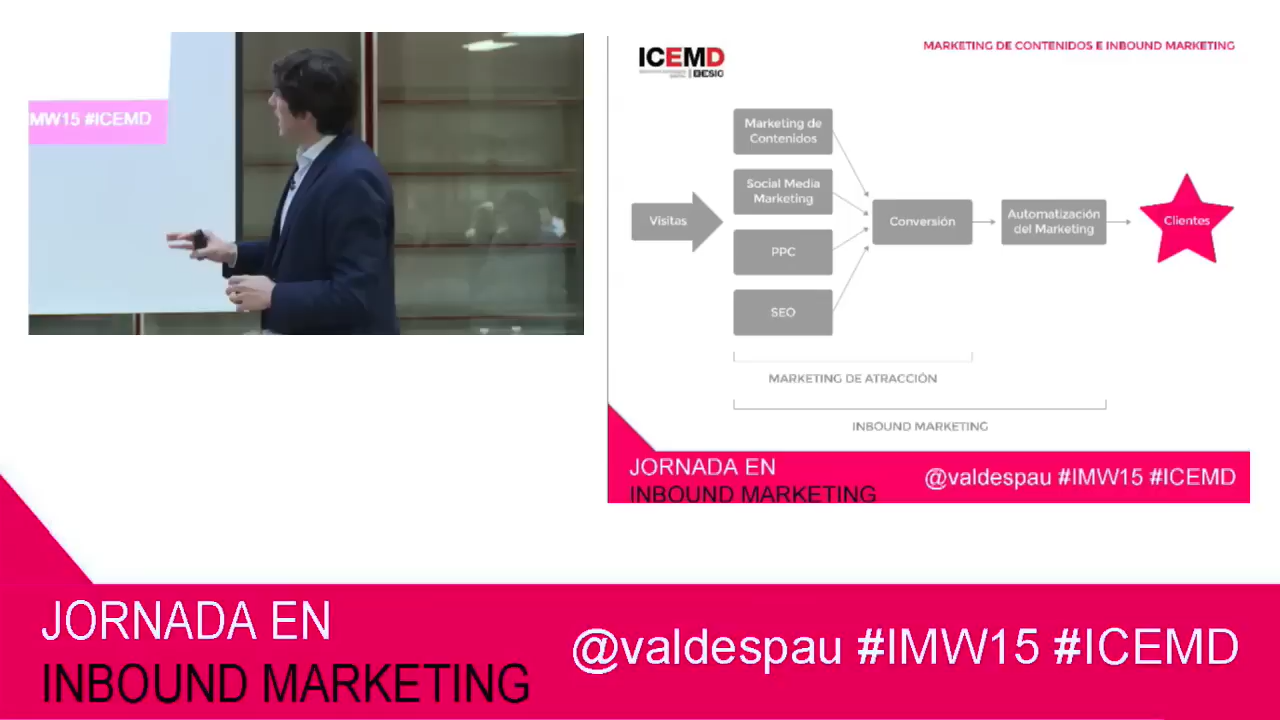 MW15 #ICEMD
ICEMD
ESIC
MARKETING DE CONTENIDOS E INBOUND MARKETING
Marketing de
Contenidos
Social Media
Marketing
Visitas
PPC
SEO
Conversión
Automatización
del Marketing
Clientes
MARKETING DE ATRACCIÓN
INBOUND MARKETING
JORNADA EN
INBOUND MARKETING
@valdespau #IMW15 #ICEMD
JORNADA EN
INBOUND MARKETING
@valdespau #IMW15 #ICEMD